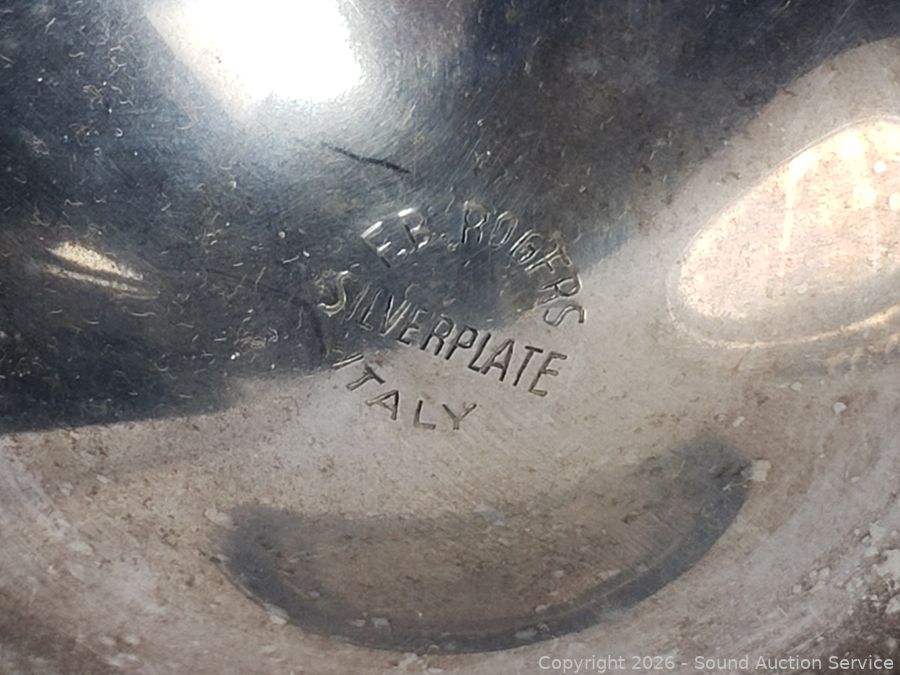 F.B. ROGERS
SILVERPLATE
ITALY
Copyright 2026 - Sound Auction Service